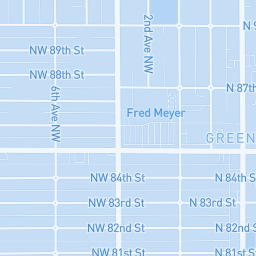 2nd Ave NW
N 9
NW 89th St
NW 88th St
N 87th
6th Ave NW
Fred Meyer
GREEN
NW 84th St
N 84th St
NW 83rd St
N 83rd St
NW 82nd St
N 82nd St
NW 81st St
N 81st St